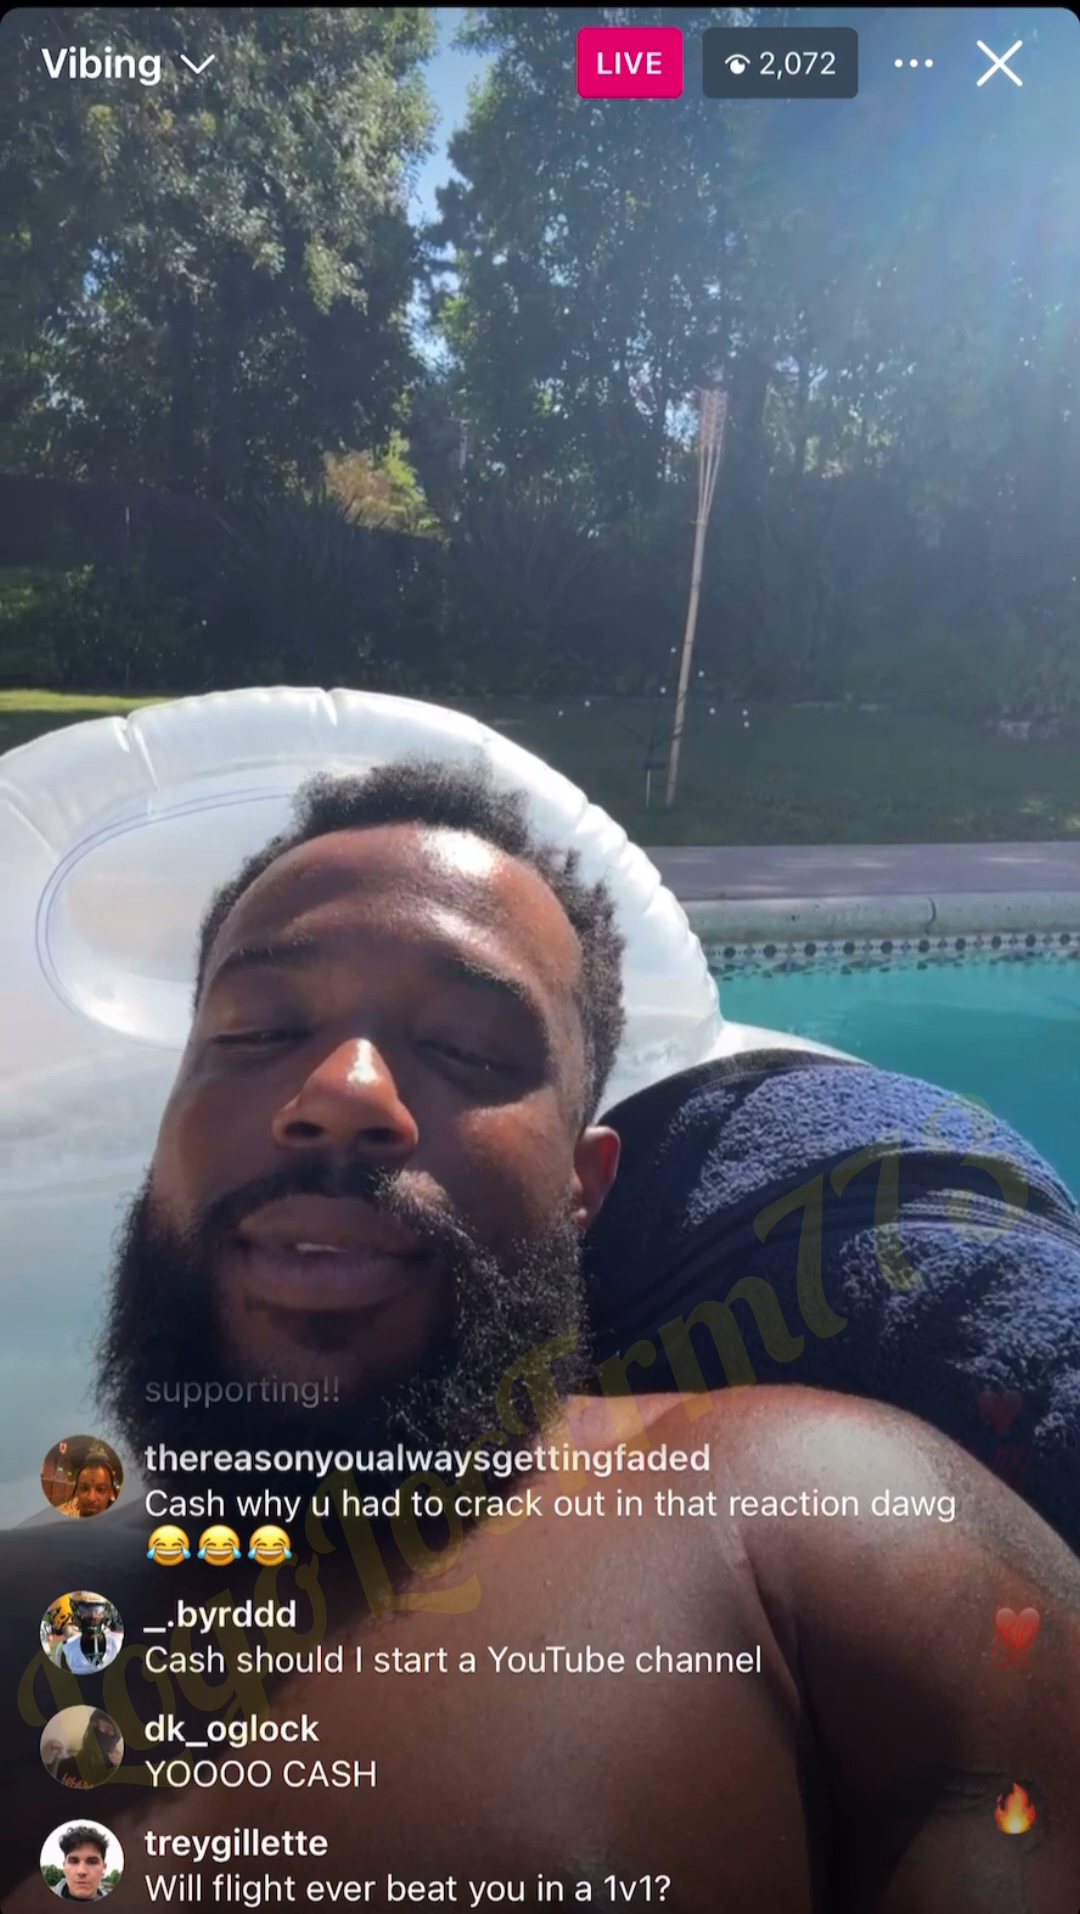 Vibing
LIVE
2,072
supporting!!
thereasonyoualwaysgettingfaded
Cash why u had to crack out in that reaction dawg
😂😂😂
_.byrddd
Cash should I start a YouTube channel
dk_oglock
YOOOO CASH
treygillette
Will flight ever beat you in a 1v1?
LogoLocTrm778